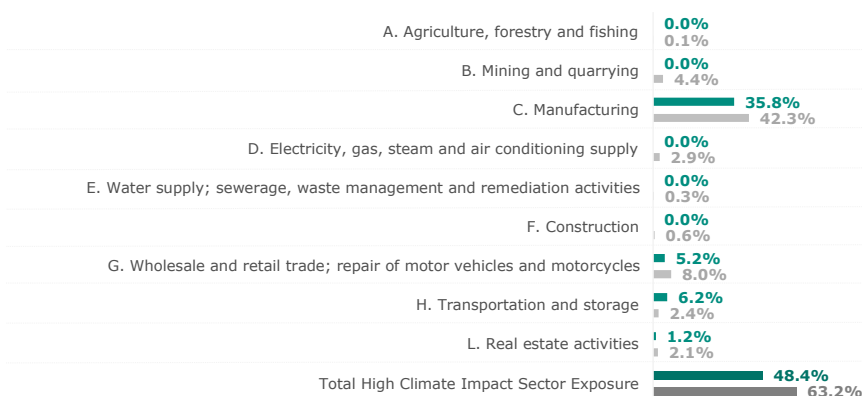 A. Agriculture, forestry and fishing
0.0%
0.1%
B. Mining and quarrying
0.0%
4.4%
C. Manufacturing
35.8%
42.3%
D. Electricity, gas, steam and air conditioning supply
0.0%
2.9%
E. Water supply; sewerage, waste management and remediation activities
0.0%
0.3%
F. Construction
0.0%
0.6%
G. Wholesale and retail trade; repair of motor vehicles and motorcycles
5.2%
8.0%
H. Transportation and storage
6.2%
2.4%
L. Real estate activities
1.2%
2.1%
Total High Climate Impact Sector Exposure
48.4%
63.2%